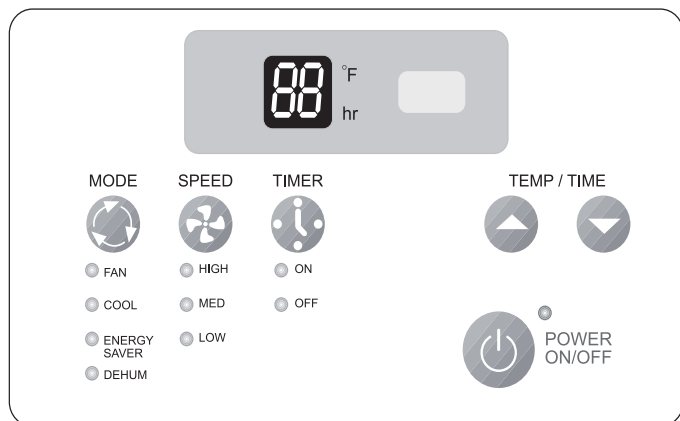 88 °F
hr
MODE SPEED TIMER TEMP / TIME
FAN HIGH ON
COOL MED OFF
ENERGY SAVER LOW
DEHUM
POWER
ON/OFF